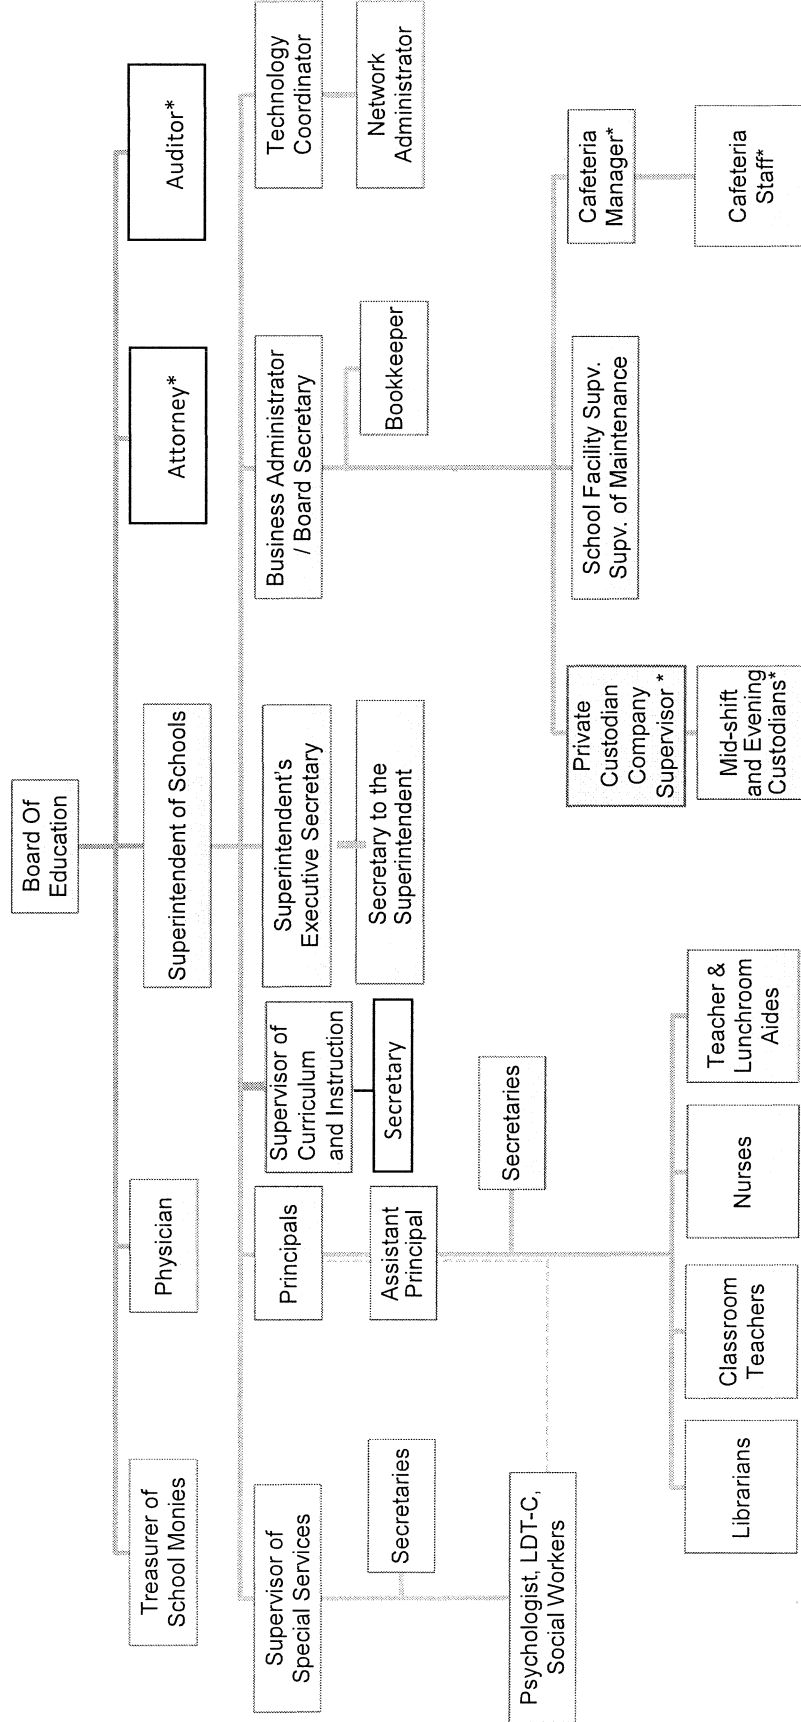 Board Of
Education
Treasurer of
School Monies
Physician
Superintendent of Schools
Attorney*
Auditor*
Supervisor of
Special Services
Principals
Supervisor of
Curriculum
and Instruction
Superintendent's
Executive Secretary
Business Administrator
/ Board Secretary
Technology
Coordinator
Secretaries
Assistant
Principal
Secretary
Secretary to the
Superintendent
Bookkeeper
Network
Administrator
Psychologist, LDT-C,
Social Workers
Secretaries
Private
Custodian
Company
Supervisor *
School Facility Supv.
Supv. of Maintenance
Cafeteria
Manager*
Librarians
Classroom
Teachers
Nurses
Teacher &
Lunchroom
Aides
Mid-shift
and Evening
Custodians*
Cafeteria
Staff*